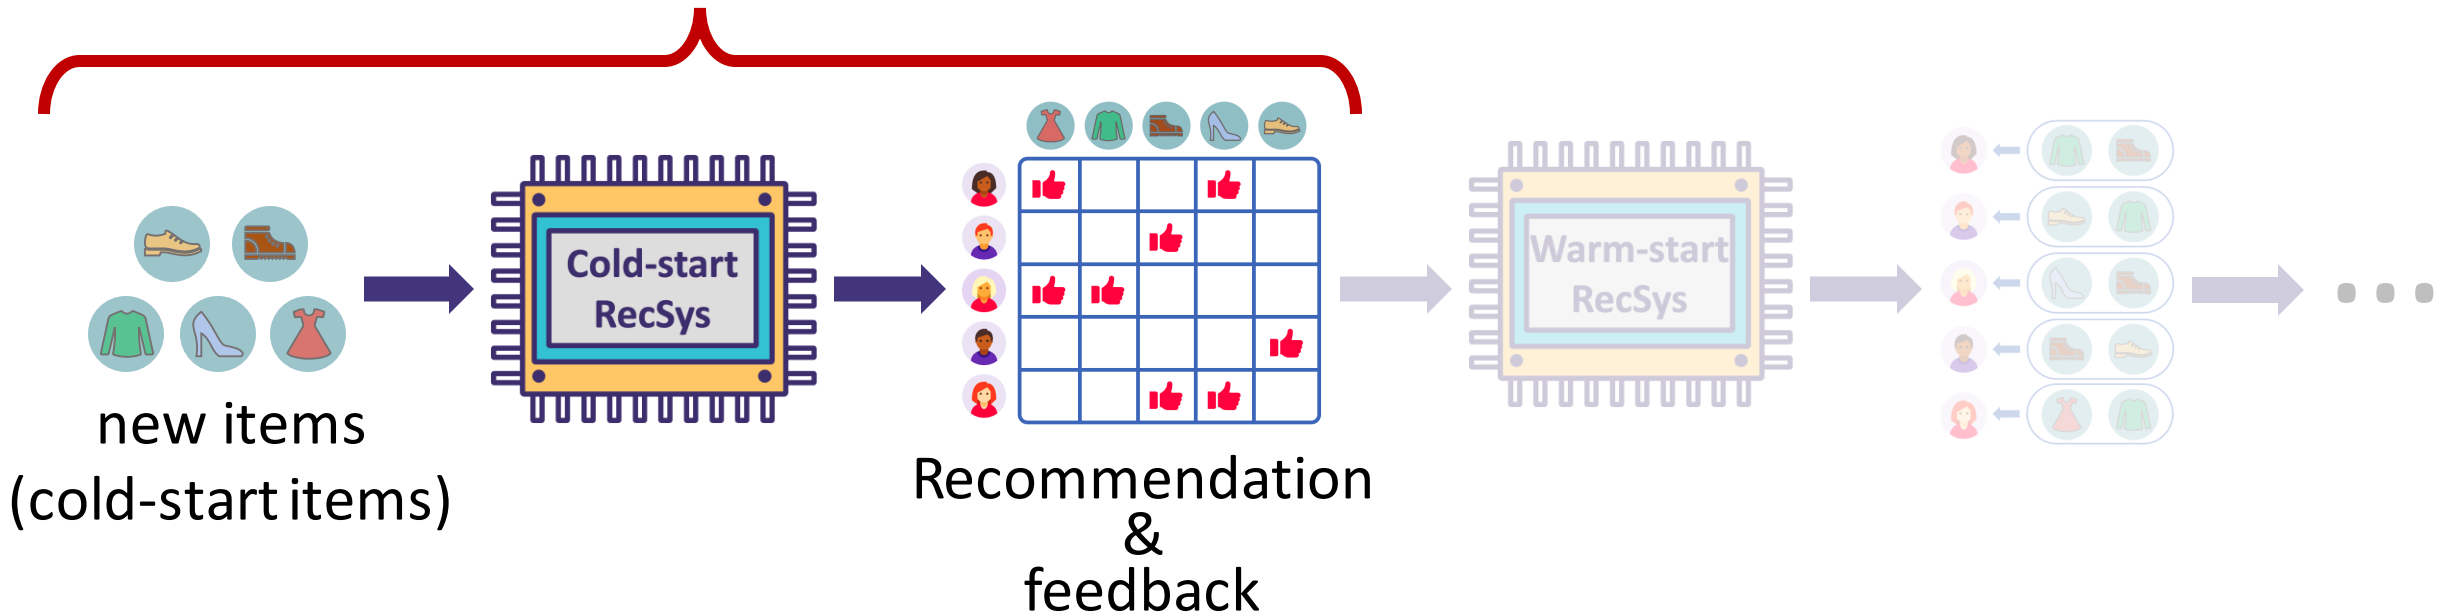 new items
(cold-start items)
Cold-start
RecSys
Recommendation
&
feedback
Warm-start
RecSys
...